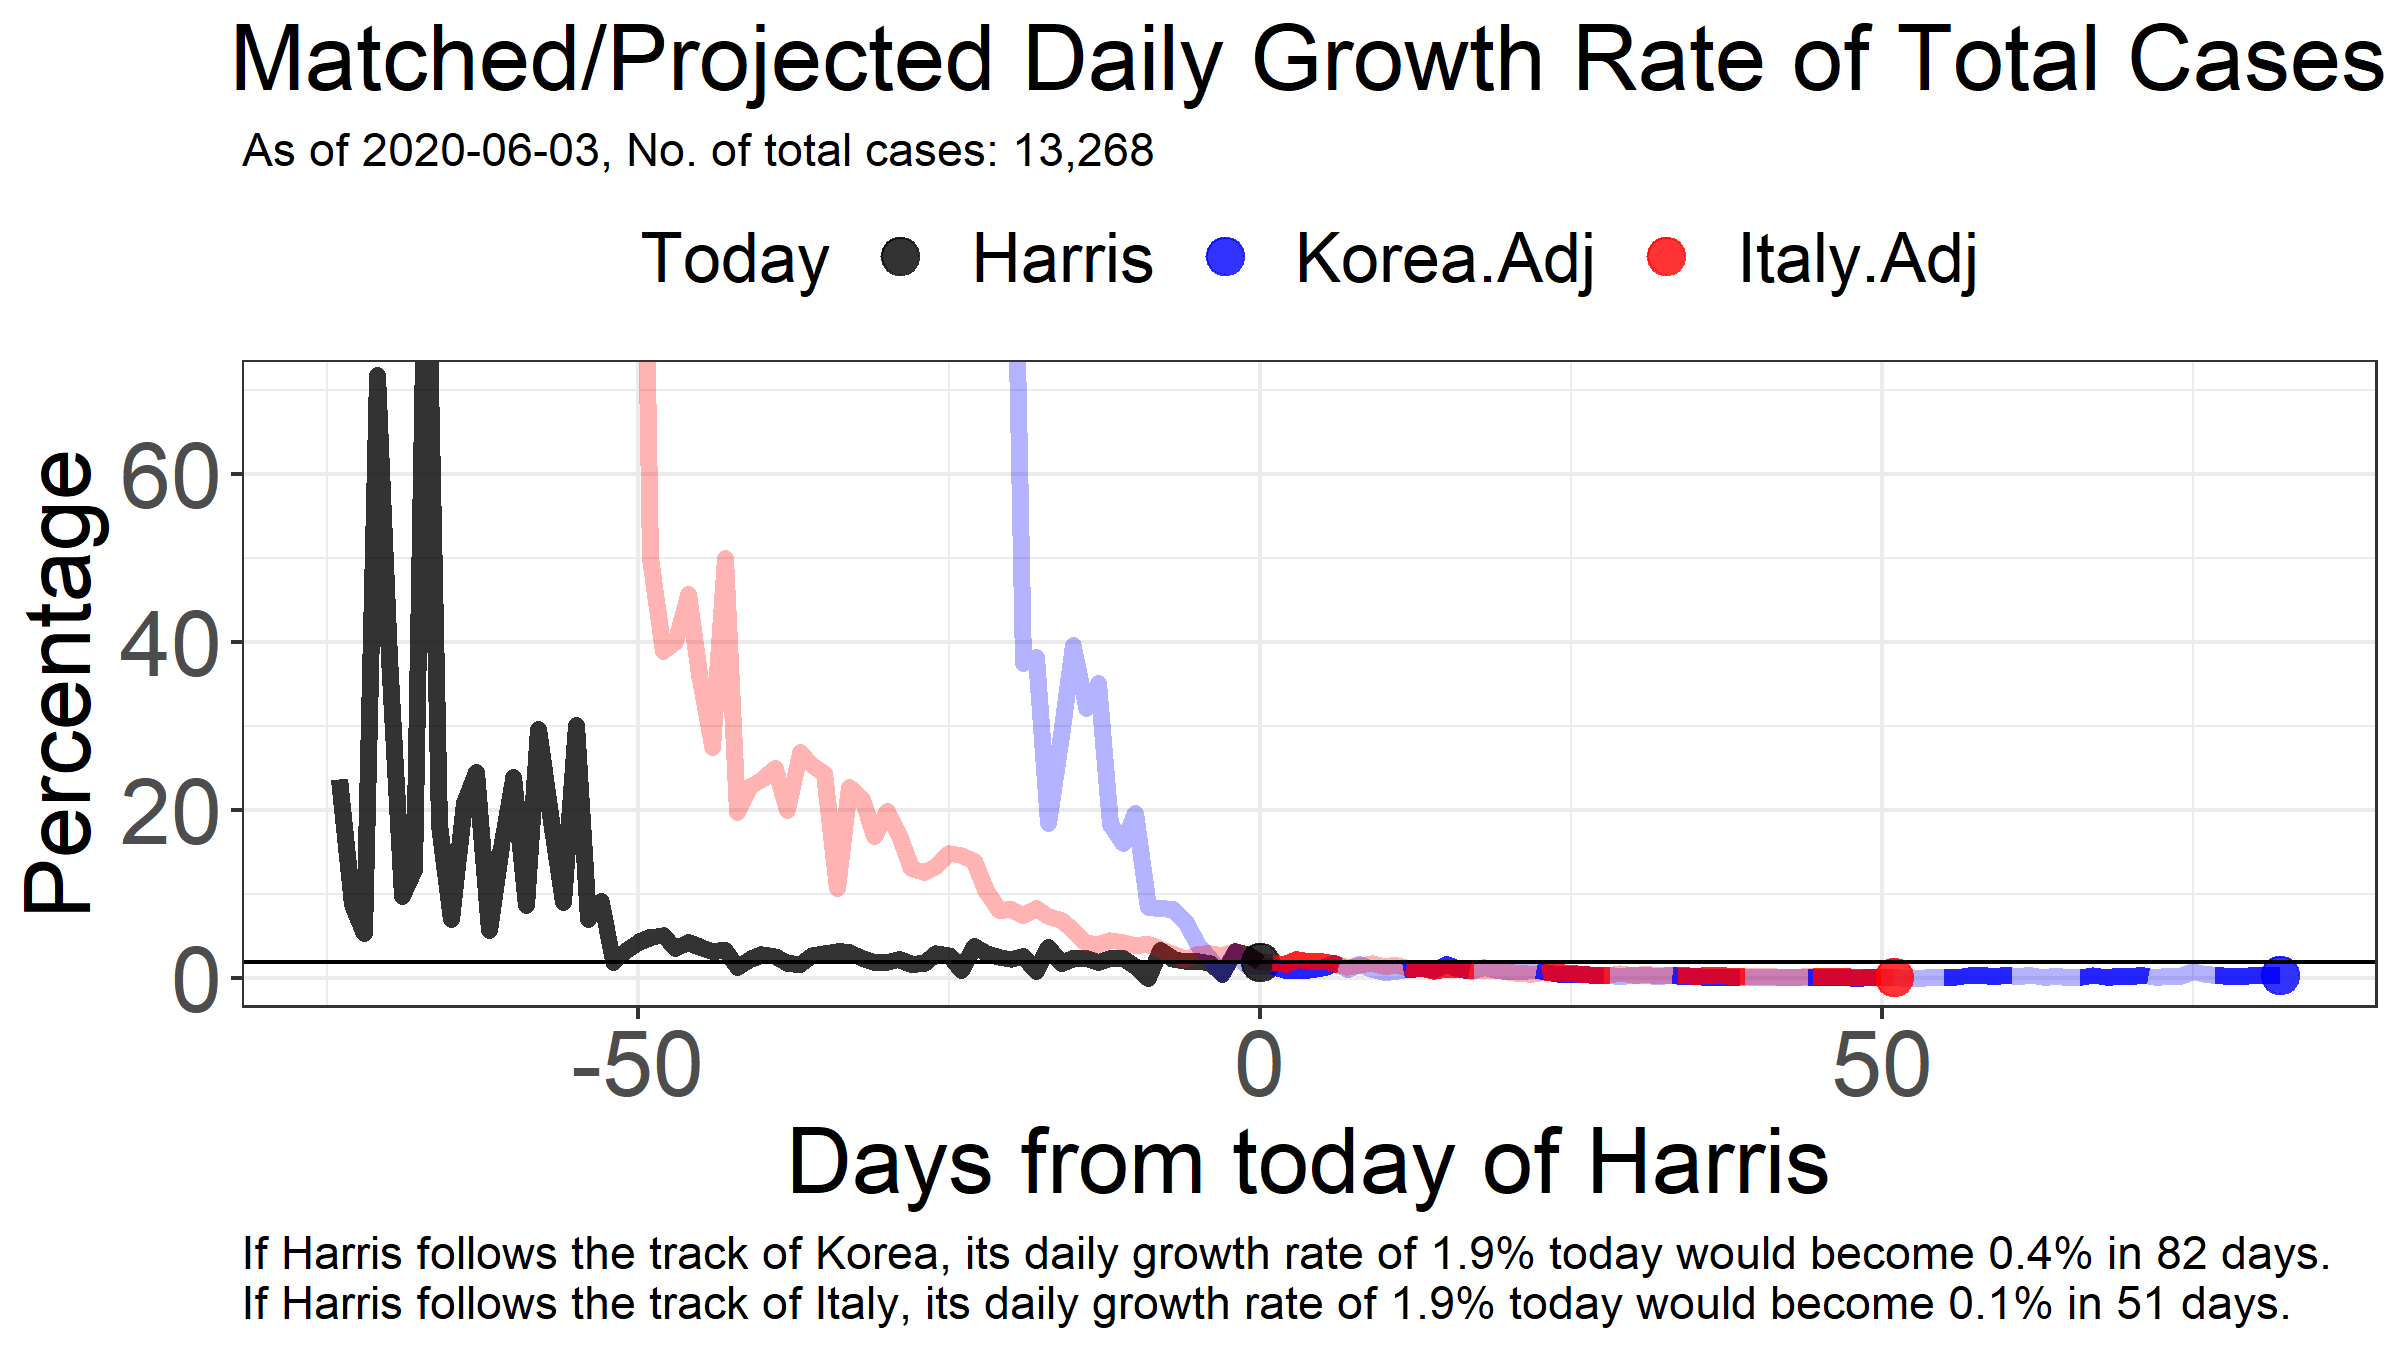 Matched/Projected Daily Growth Rate of Total Cases
As of 2020-06-03, No. of total cases: 13,268
Today Harris Korea.Adj Italy.Adj
Percentage
60
40
20
0
-50 0 50
Days from today of Harris
If Harris follows the track of Korea, its daily growth rate of 1.9% today would become 0.4% in 82 days.
If Harris follows the track of Italy, its daily growth rate of 1.9% today would become 0.1% in 51 days.